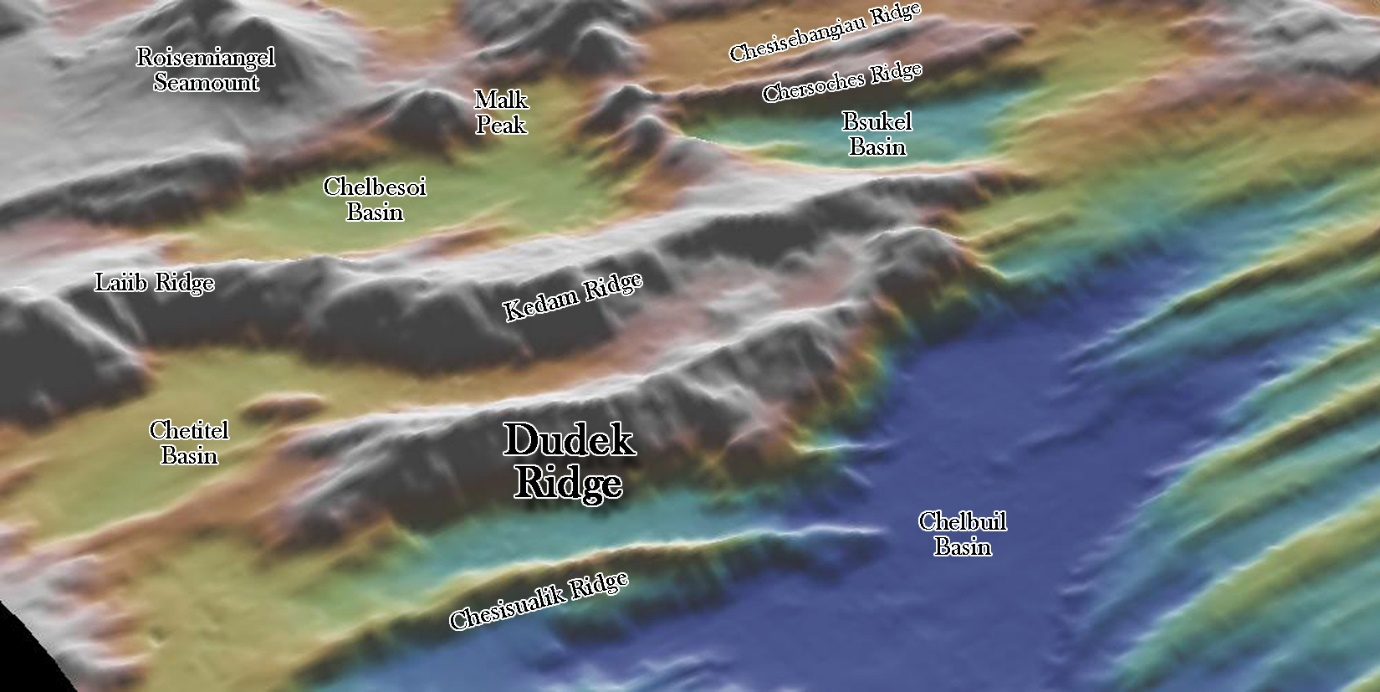 Chesisebangiau Ridge
Roisemiangel
Seamount
Chersoches Ridge
Malk
Peak
Bsukel
Basin
Chelbesoi
Basin
Laiib Ridge
Kedam Ridge
Chetitel
Basin
Dudek
Ridge
Chelbuil
Basin
Chesisualik Ridge